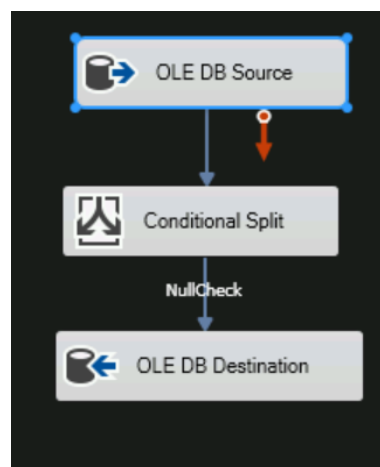 OLE DB Source
Conditional Split
NullCheck
OLE DB Destination